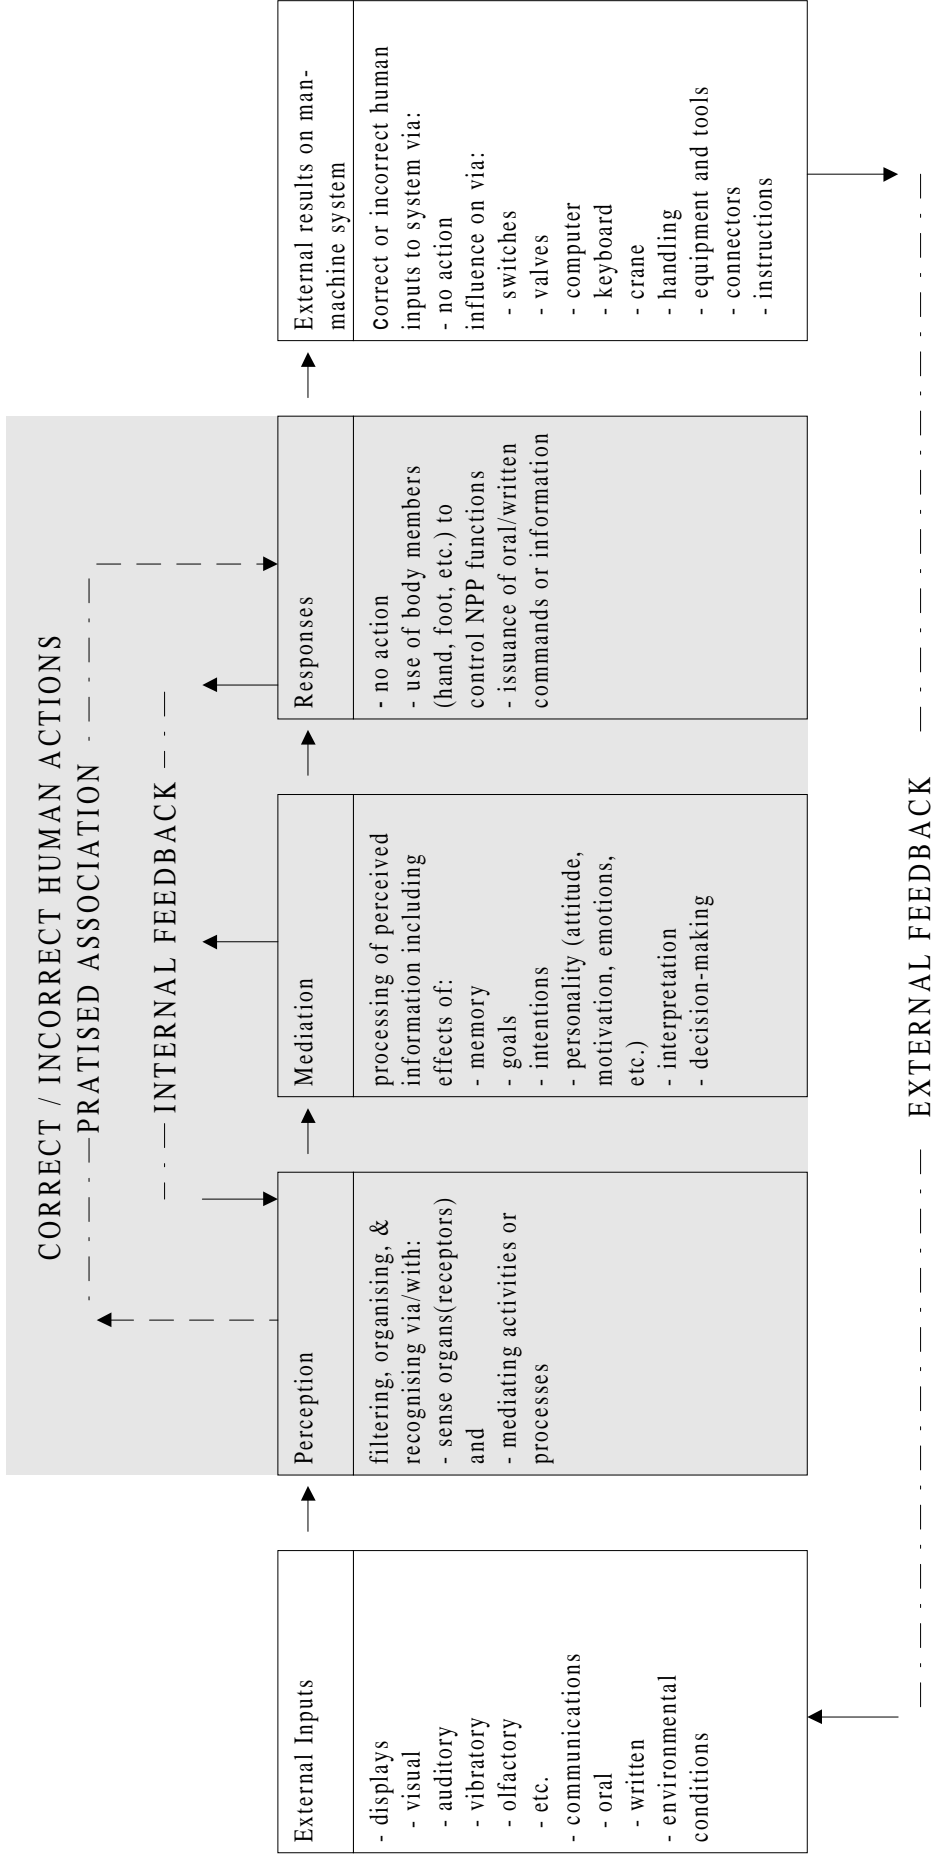 CORRECT / INCORRECT HUMAN ACTIONS
PRATISED ASSOCIATION
INTERNAL FEEDBACK
External Inputs
- displays
- visual
- auditory
- vibratory
- olfactory
- etc.
- communications
- oral
- written
- environmental
conditions
Perception
filtering, organising, &
recognising via/with:
- sense organs(receptors)
and
- mediating activities or
processes
Mediation
processing of perceived
information including
effects of:
- memory
- goals
- intentions
- personality (attitude,
motivation, emotions,
etc.)
- interpretation
- decision-making
Responses
- no action
- use of body members
(hand, foot, etc.) to
control NPP functions
- issuance of oral/written
commands or information
External results on man-
machine system
correct or incorrect human
inputs to system via:
- no action
influence on via:
- switches
- valves
- computer
- keyboard
- crane
- handling
- equipment and tools
- connectors
- instructions
EXTERNAL FEEDBACK